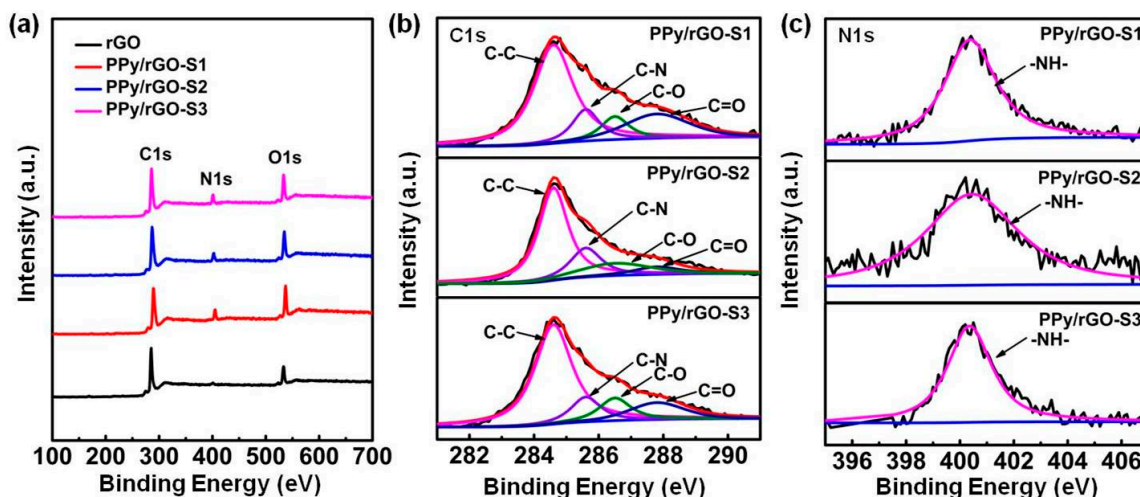 (a)
rGO
PPy/rGO-S1
PPy/rGO-S2
PPy/rGO-S3
C1s
N1s
O1s
Intensity (a.u.)
100 200 300 400 500 600 700
Binding Energy (eV)
(b)
C1s
PPy/rGO-S1
C-C
C-N
C-O
C=O
PPy/rGO-S2
C-C
C-N
C-O
C=O
PPy/rGO-S3
C-C
C-N
C-O
C=O
Intensity (a.u.)
282 284 286 288 290
Binding Energy (eV)
(c)
N1s
PPy/rGO-S1
-NH-
PPy/rGO-S2
-NH-
PPy/rGO-S3
-NH-
Intensity (a.u.)
396 398 400 402 404 406
Binding Energy (eV)